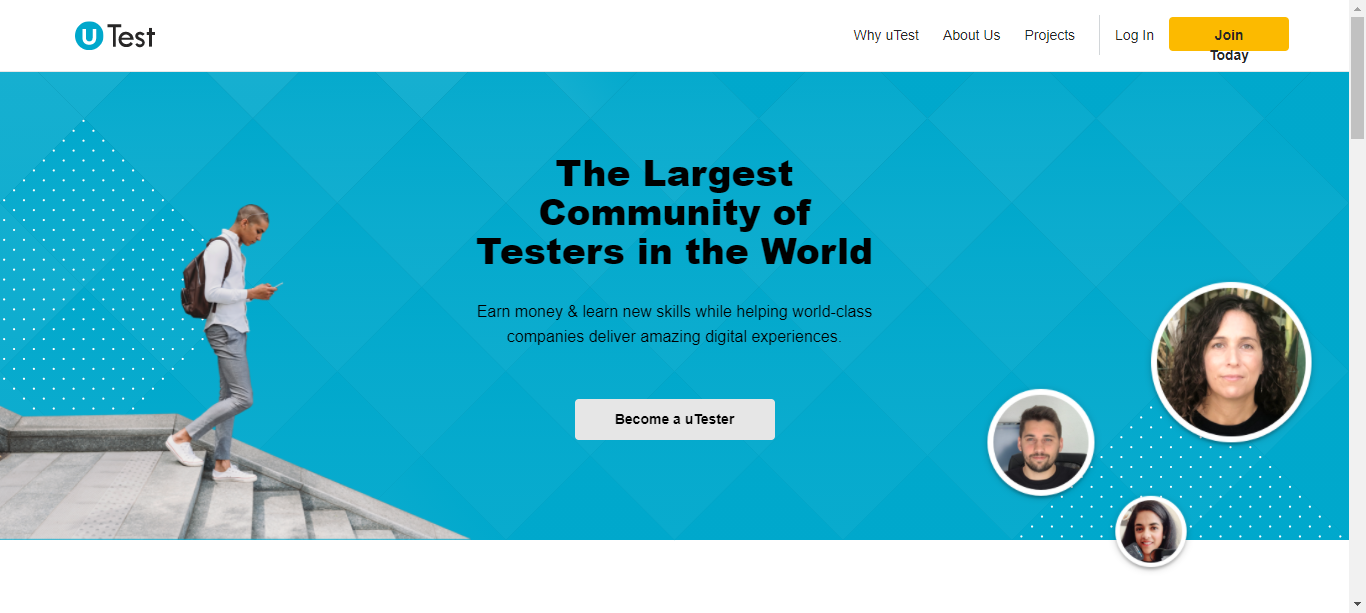 uTest
Why uTest
About Us
Projects
Log In
Join
Today
The Largest
Community of
Testers in the World
Earn money & learn new skills while helping world-class
companies deliver amazing digital experiences.
Become a uTester